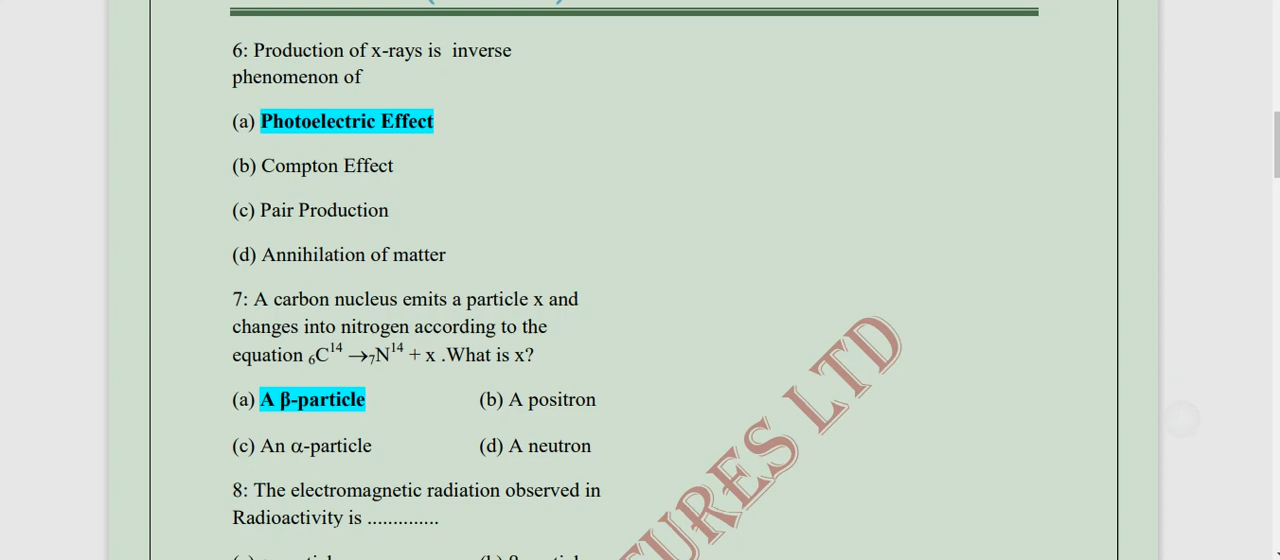 6: Production of x-rays is inverse
phenomenon of
(a) Photoelectric Effect
(b) Compton Effect
(c) Pair Production
(d) Annihilation of matter
7: A carbon nucleus emits a particle x and
changes into nitrogen according to the
equation ₆C¹⁴ →₇N¹⁴ + x .What is x?
(a) A β-particle (b) A positron
(c) An α-particle (d) A neutron
8: The electromagnetic radiation observed in
Radioactivity is ..............
URES LTD